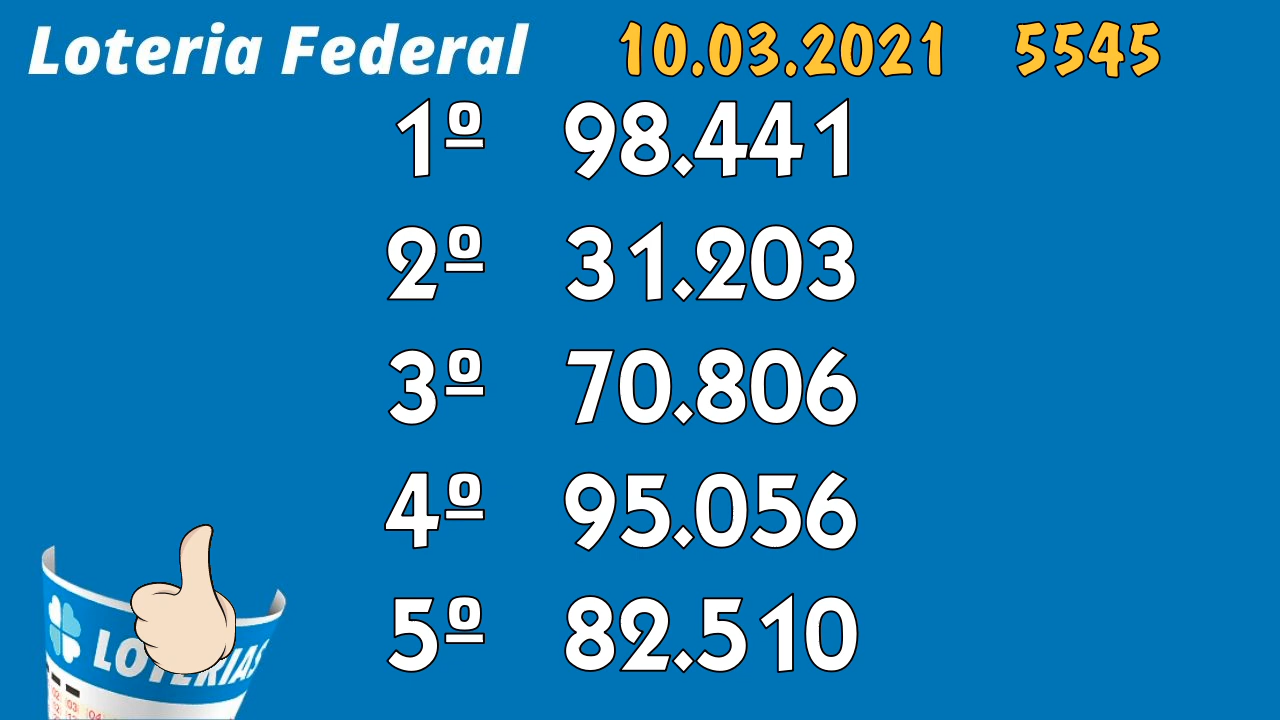 Loteria Federal 10.03.2021 5545
1º 98.441
2º 31.203
3º 70.806
4º 95.056
5º 82.510
LOTERIAS